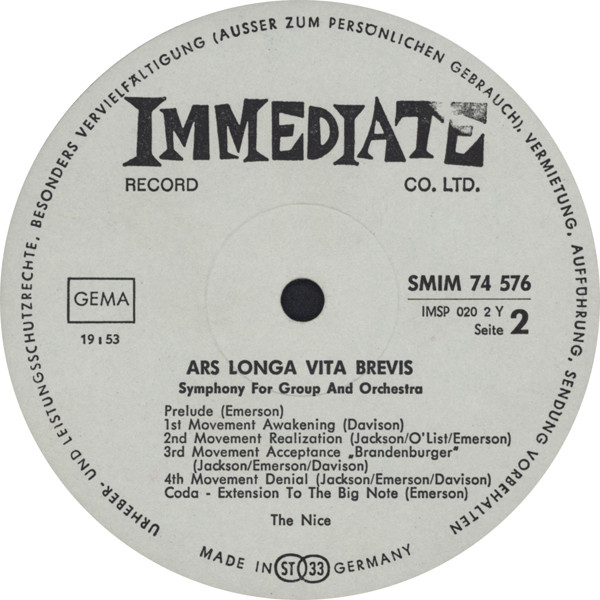 URHEBER- UND LEISTUNGSSCHUTZRECHTE, BESONDERS VERVIELFÄLTIGUNG (AUSSER ZUM PERSÖNLICHEN GEBRAUCH), VERMIETUNG, AUFFÜHRUNG, SENDUNG VORBEHALTEN
IMMEDIATE
RECORD CO. LTD.
GEMA
19:53
SMIM 74 576
IMSP 020 2 Y
Seite 2
ARS LONGA VITA BREVIS
Symphony For Group And Orchestra
Prelude (Emerson)
1st Movement Awakening (Davison)
2nd Movement Realization (Jackson/O'List/Emerson)
3rd Movement Acceptance „Brandenburger"
(Jackson/Emerson/Davison)
4th Movement Denial (Jackson/Emerson/Davison)
Coda - Extension To The Big Note (Emerson)
The Nice
MADE IN ST 33 GERMANY